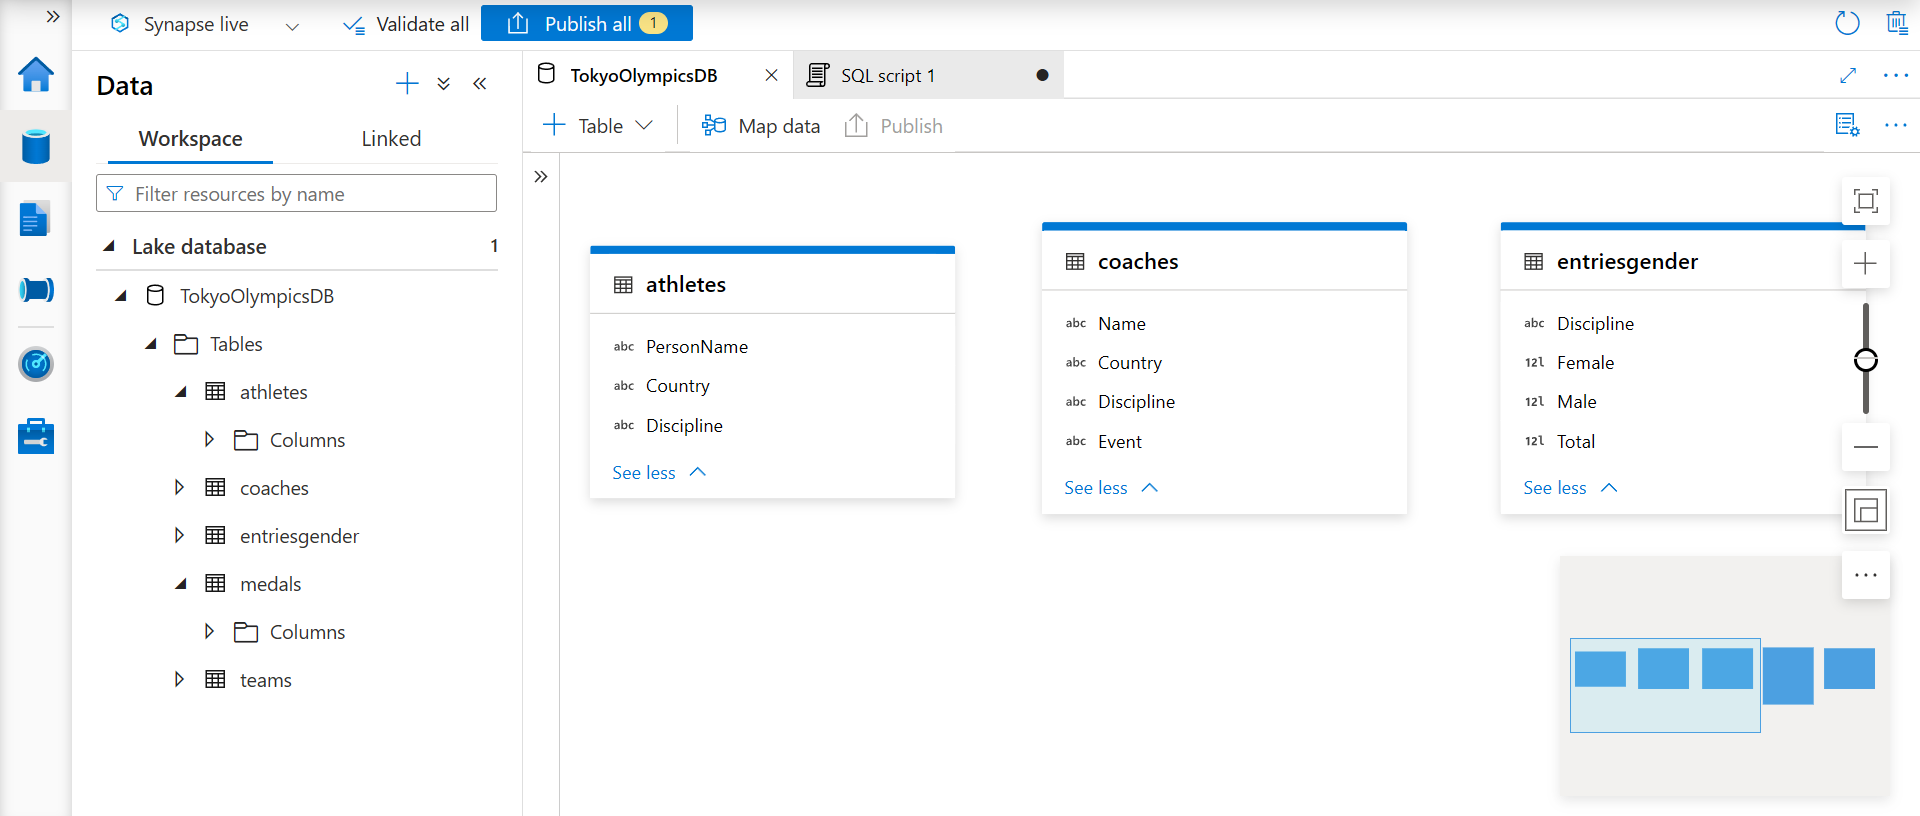 Synapse live
Validate all
Publish all 1
Data
Workspace Linked
Filter resources by name
Lake database 1
TokyoOlympicsDB
Tables
athletes
Columns
coaches
entriesgender
medals
Columns
teams
TokyoOlympicsDB
SQL script 1
Table
Map data
Publish
athletes
abc PersonName
abc Country
abc Discipline
See less
coaches
abc Name
abc Country
abc Discipline
abc Event
See less
entriesgender
abc Discipline
12l Female
12l Male
12l Total
See less